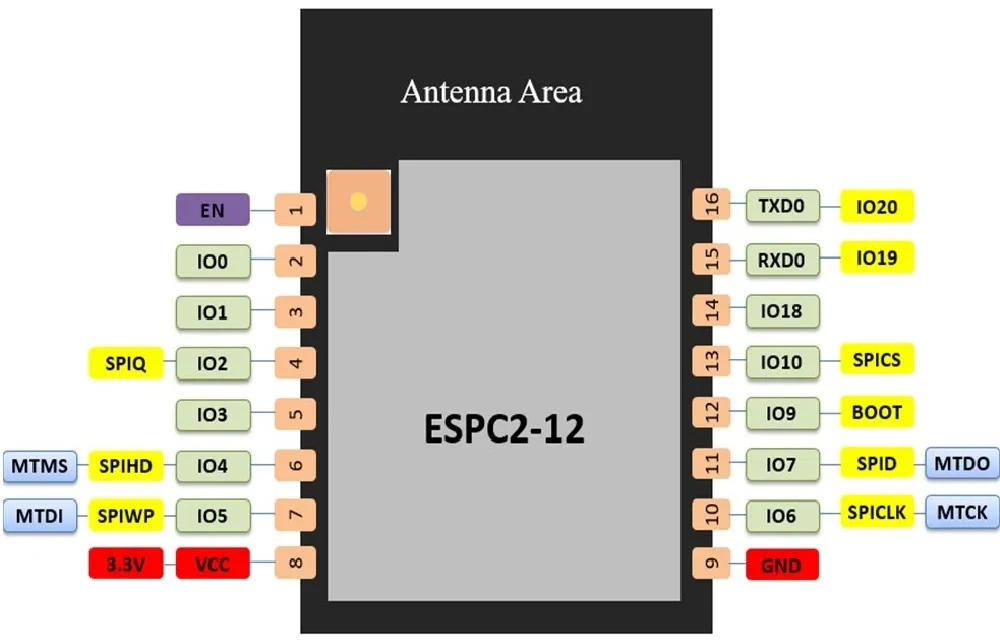 Antenna Area
EN 1
IO0 2
IO1 3
SPIQ IO2 4
IO3 5
MTMS SPIHD IO4 6
MTDI SPIWP IO5 7
3.3V VCC 8
ESPC2-12
16 TXD0 IO20
15 RXD0 IO19
14 IO18
13 IO10 SPICS
12 IO9 BOOT
11 IO7 SPID MTDO
10 IO6 SPICLK MTCK
9 GND